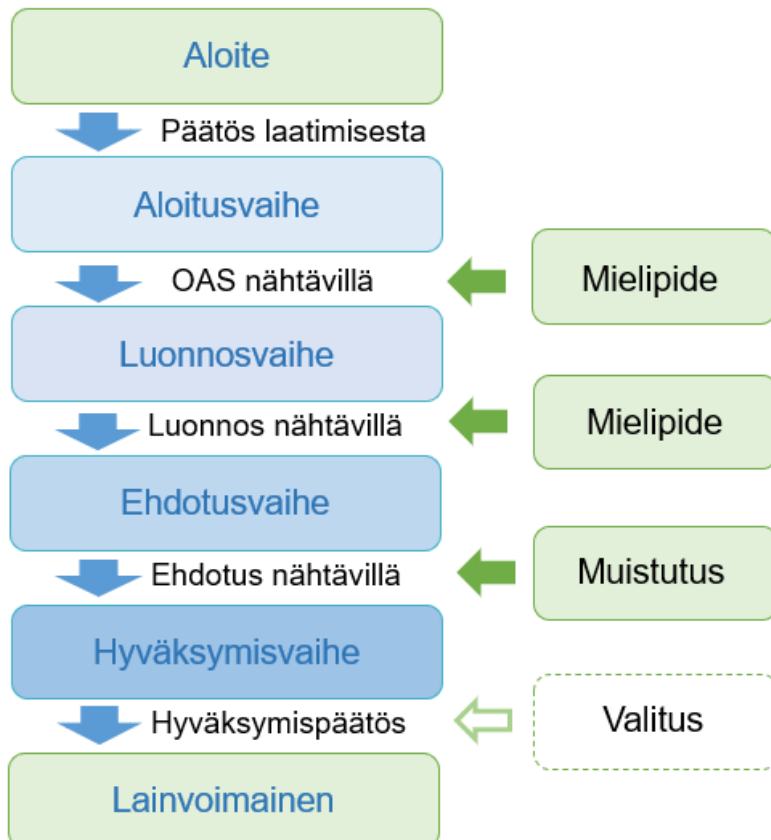 Aloite
Päätös laatimisesta
Aloitusvaihe
OAS nähtävillä
Mielipide
Luonnosvaihe
Luonnos nähtävillä
Mielipide
Ehdotusvaihe
Ehdotus nähtävillä
Muistutus
Hyväksymisvaihe
Hyväksymispäätös
Valitus
Lainvoimainen